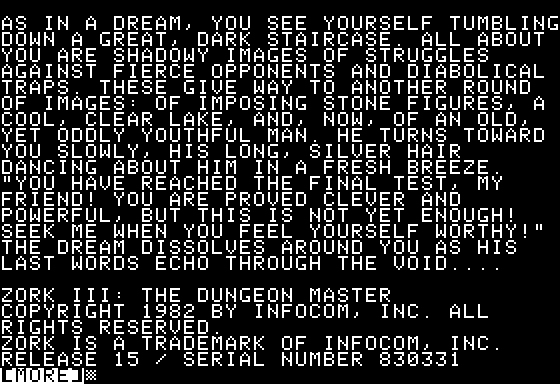 AS IN A DREAM, YOU SEE YOURSELF TUMBLING
DOWN A GREAT, DARK STAIRCASE. ALL ABOUT
YOU ARE SHADOWY IMAGES OF STRUGGLES
AGAINST FIERCE OPPONENTS AND DIABOLICAL
TRAPS. THESE GIVE WAY TO ANOTHER ROUND
OF IMAGES: OF IMPOSING STONE FIGURES, A
COOL, CLEAR LAKE, AND, NOW, OF AN OLD,
YET ODDLY YOUTHFUL MAN. HE TURNS TOWARD
YOU SLOWLY, HIS LONG, SILVER HAIR
DANCING ABOUT HIM IN A FRESH BREEZE.
"YOU HAVE REACHED THE FINAL TEST, MY
FRIEND! YOU ARE PROVED CLEVER AND
POWERFUL, BUT THIS IS NOT YET ENOUGH!
SEEK ME WHEN YOU FEEL YOURSELF WORTHY!"
THE DREAM DISSOLVES AROUND YOU AS HIS
LAST WORDS ECHO THROUGH THE VOID....
ZORK III: THE DUNGEON MASTER
COPYRIGHT 1982 BY INFOCOM, INC. ALL
RIGHTS RESERVED.
ZORK IS A TRADEMARK OF INFOCOM, INC.
RELEASE 15 / SERIAL NUMBER 830331
[MORE]